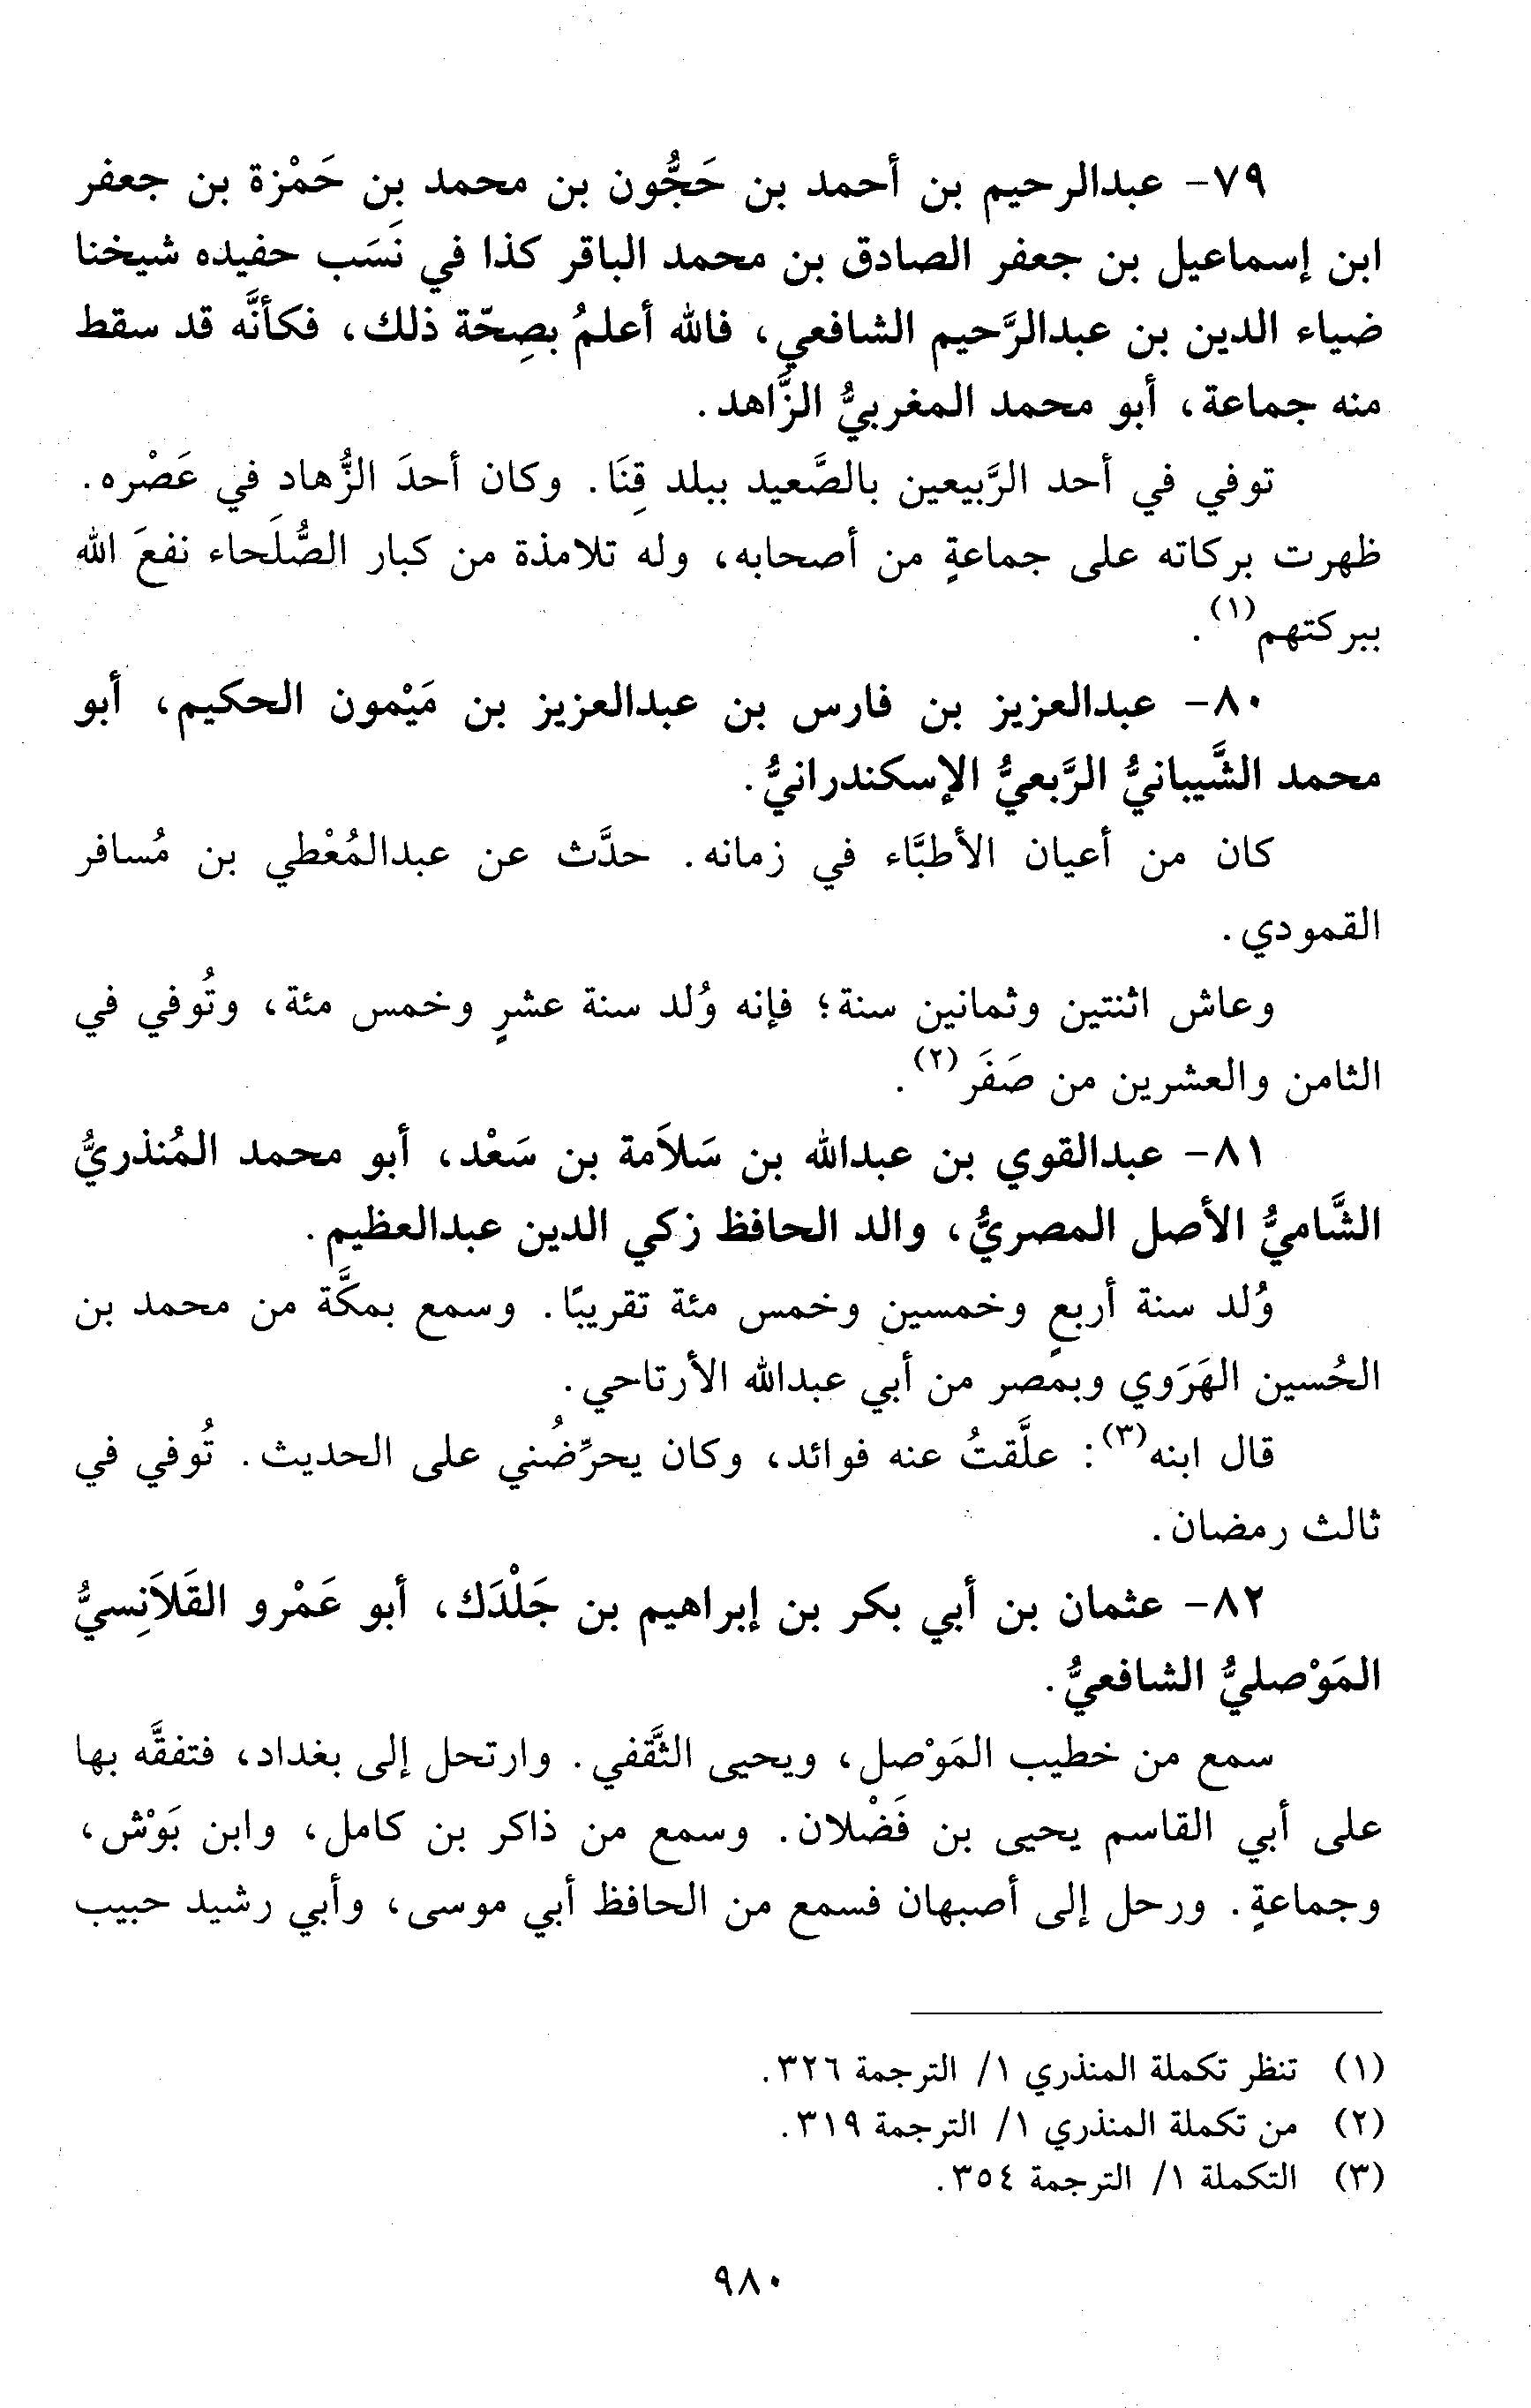 ٧٩- عبدالرحيم بن أحمد بن حَجُّون بن محمد بن حَمْزة بن جعفر
ابن إسماعيل بن جعفر الصادق بن محمد الباقر كذا في نَسَب حفيده شيخنا
ضياء الدين بن عبدالرَّحيم الشافعي، فالله أعلمُ بصِحّة ذلك، فكأنَّه قد سقط
منه جماعة، أبو محمد المغربيُّ الزَّاهد.
توفي في أحد الرَّبيعين بالصَّعيد ببلد قِنَا. وكان أحدَ الزُّهاد في عَصْره.
ظهرت بركاته على جماعةٍ من أصحابه، وله تلامذة من كبار الصُّلَحاء نفعَ الله
ببركتهم(١).
٨٠- عبدالعزيز بن فارس بن عبدالعزيز بن مَيْمون الحكيم، أبو
محمد الشَّيبانيُّ الرَّبعيُّ الإسكندرانيُّ.
كان من أعيان الأطبَّاء في زمانه. حدَّث عن عبدالمُعْطي بن مُسافر
القمودي.
وعاش اثنتين وثمانين سنة؛ فإنه وُلد سنة عشرٍ وخمس مئة، وتُوفي في
الثامن والعشرين من صَفَر(٢).
٨١- عبدالقوي بن عبدالله بن سَلاَمة بن سَعْد، أبو محمد المُنذريُّ
الشَّاميُّ الأصل المصريُّ، والد الحافظ زكي الدين عبدالعظيم.
وُلد سنة أربعٍ وخمسين وخمس مئة تقريبًا. وسمع بمكَّة من محمد بن
الحُسين الهَرَوي وبمصر من أبي عبدالله الأرتاحي.
قال ابنه(٣): علَّقتُ عنه فوائد، وكان يحرِّضُني على الحديث. تُوفي في
ثالث رمضان.
٨٢- عثمان بن أبي بكر بن إبراهيم بن جَلْدَك، أبو عَمْرو القَلاَنِسيُّ
المَوْصليُّ الشافعيُّ.
سمع من خطيب المَوْصل، ويحيى الثَّقفي. وارتحل إلى بغداد، فتفقَّه بها
على أبي القاسم يحيى بن فَضْلان. وسمع من ذاكر بن كامل، وابن بَوْش،
وجماعةٍ. ورحل إلى أصبهان فسمع من الحافظ أبي موسى، وأبي رشيد حبيب
(١) تنظر تكملة المنذري ١/ الترجمة ٣٢٦.
(٢) من تكملة المنذري ١/ الترجمة ٣١٩.
(٣) التكملة ١/ الترجمة ٣٥٤.
٩٨٠